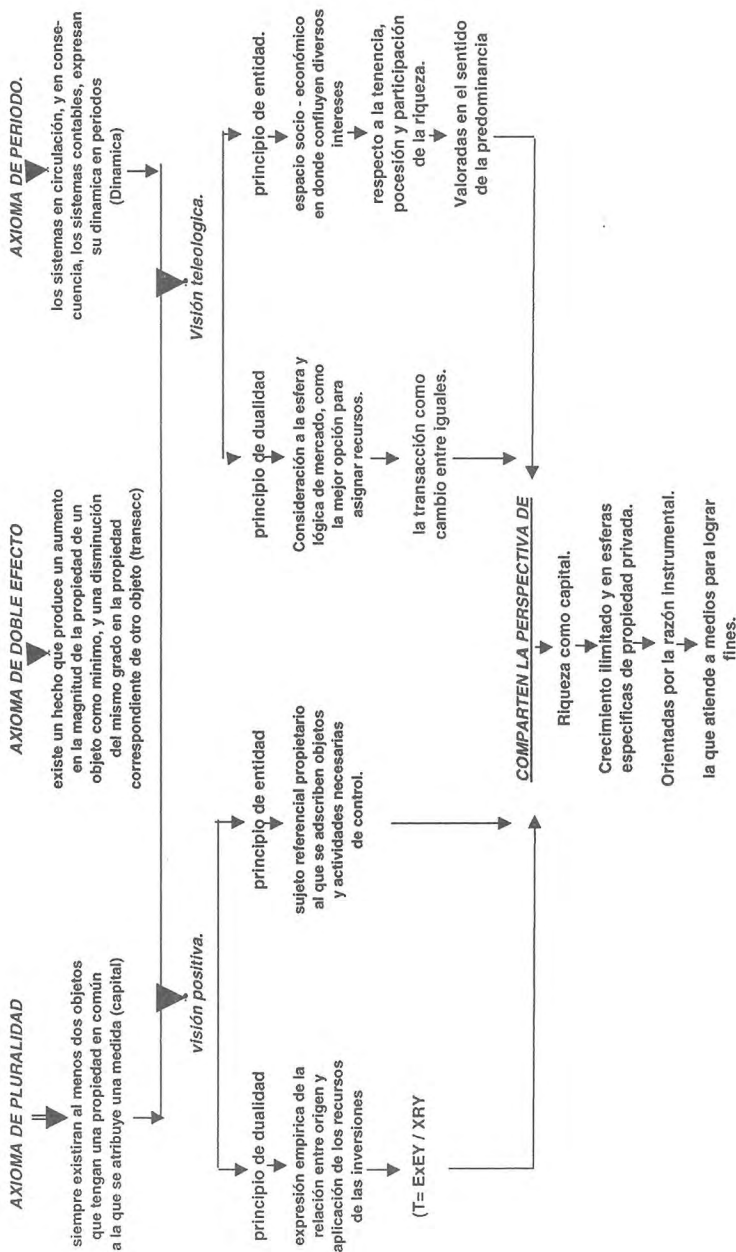 AXIOMA DE PLURALIDAD
siempre existiran al menos dos objetos
que tengan una propiedad en común
a la que se atribuye una medida (capital)
AXIOMA DE DOBLE EFECTO
existe un hecho que produce un aumento
en la magnitud de la propiedad de un
objeto como minimo, y una disminución
del mismo grado en la propiedad
correspondiente de otro objeto (transacc)
AXIOMA DE PERIODO.
los sistemas en circulación, y en conse-
cuencia, los sistemas contables, expresan
su dinamica en periodos
(Dinamica)
visión positiva.
principio de dualidad
expresión empirica de la
relación entre origen y
aplicación de los recursos
de las inversiones
(T= ExEY / XRY
principio de entidad
sujeto referencial propietario
al que se adscriben objetos
y actividades necesarias
de control.
Visión teleologica.
principio de dualidad
Consideración a la esfera y
lógica de mercado, como
la mejor opción para
asignar recursos.
la transacción como
cambio entre iguales.
principio de entidad.
espacio socio - económico
en donde confluyen diversos
intereses
respecto a la tenencia,
pocesión y participación
de la riqueza.
Valoradas en el sentido
de la predominancia
COMPARTEN LA PERSPECTIVA DE
Riqueza como capital.
Crecimiento ilimitado y en esferas
especificas de propiedad privada.
Orientadas por la razón instrumental.
la que atiende a medios para lograr
fines.